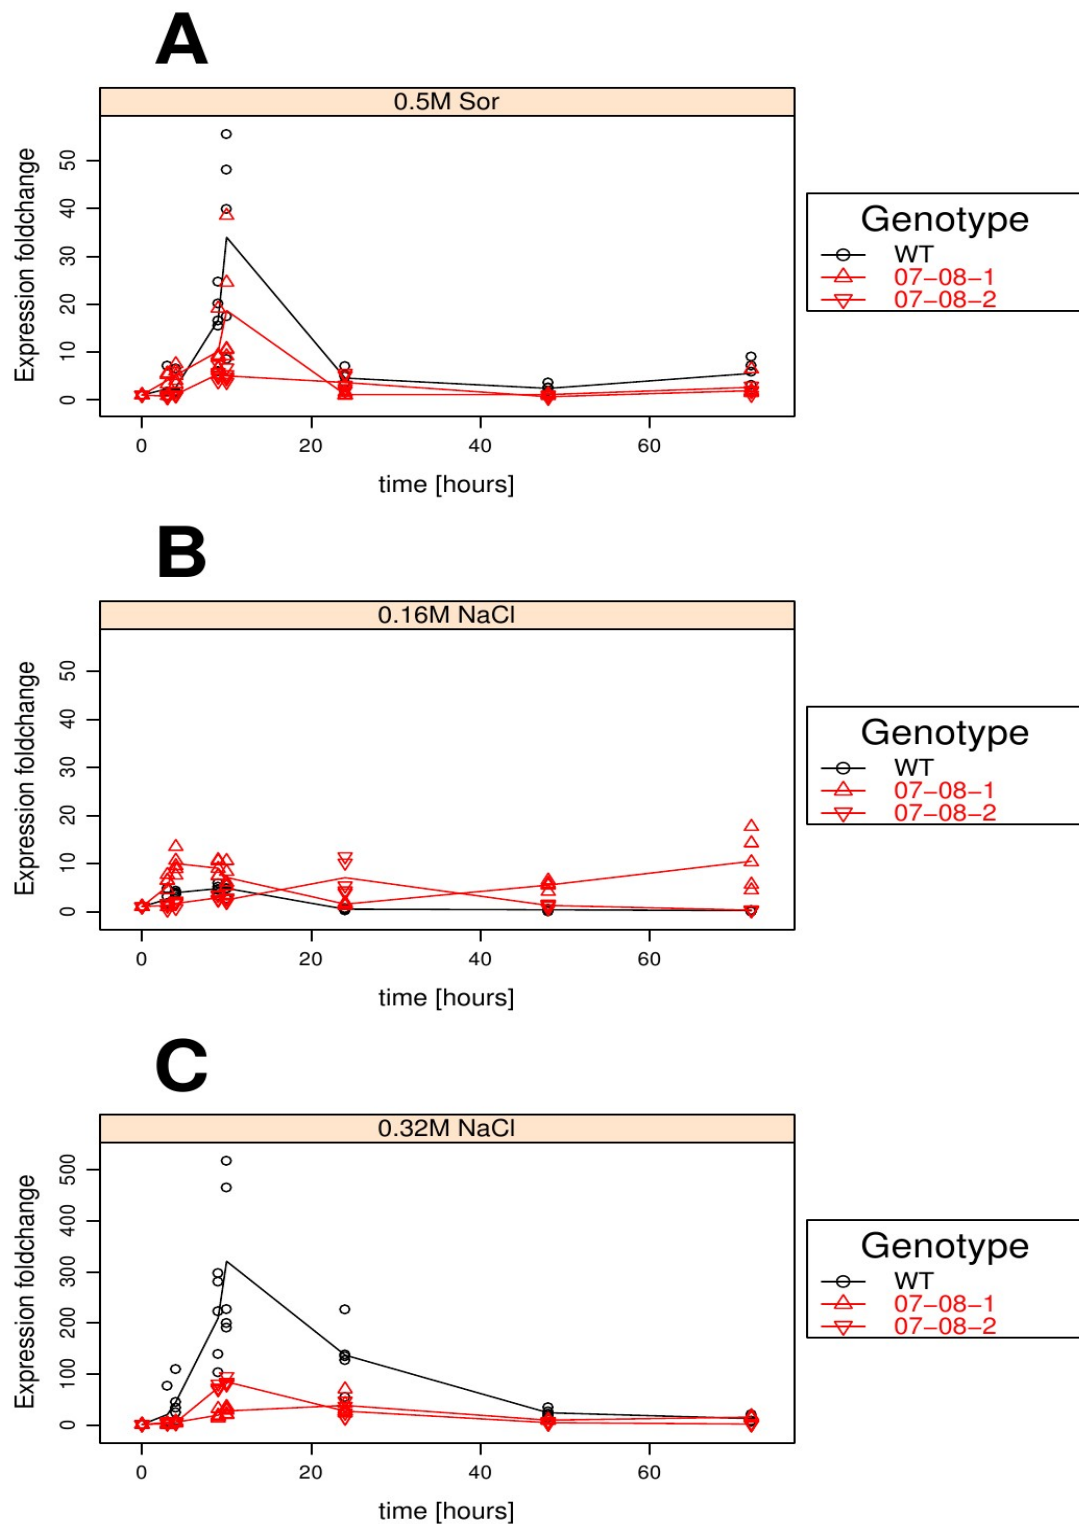 A
0.5M Sor
Expression foldchange
50
40
30
20
10
0
0 20 40 60
time [hours]
Genotype
WT
07−08−1
07−08−2
B
0.16M NaCl
Expression foldchange
50
40
30
20
10
0
0 20 40 60
time [hours]
Genotype
WT
07−08−1
07−08−2
C
0.32M NaCl
Expression foldchange
500
400
300
200
100
0
0 20 40 60
time [hours]
Genotype
WT
07−08−1
07−08−2